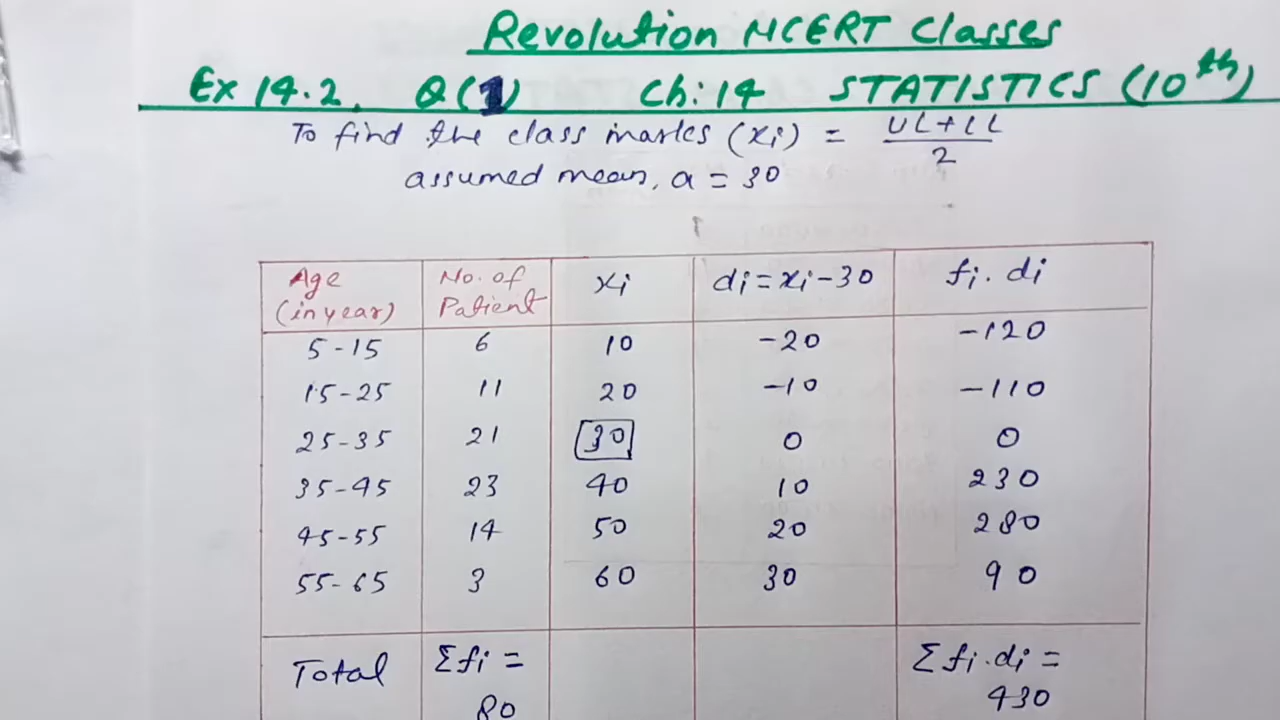 Revolution NCERT Classes
Ex 14.2. Q(1) Ch:14 STATISTICS (10th)
To find the class marks (xi) = UL+LL / 2
assumed mean, a = 30
Age (in year) No. of Patient xi di = xi - 30 fi. di
5-15 6 10 -20 -120
15-25 11 20 -10 -110
25-35 21 30 0 0
35-45 23 40 10 230
45-55 14 50 20 280
55-65 3 60 30 90
Total Σfi = 80 Σfi.di = 430